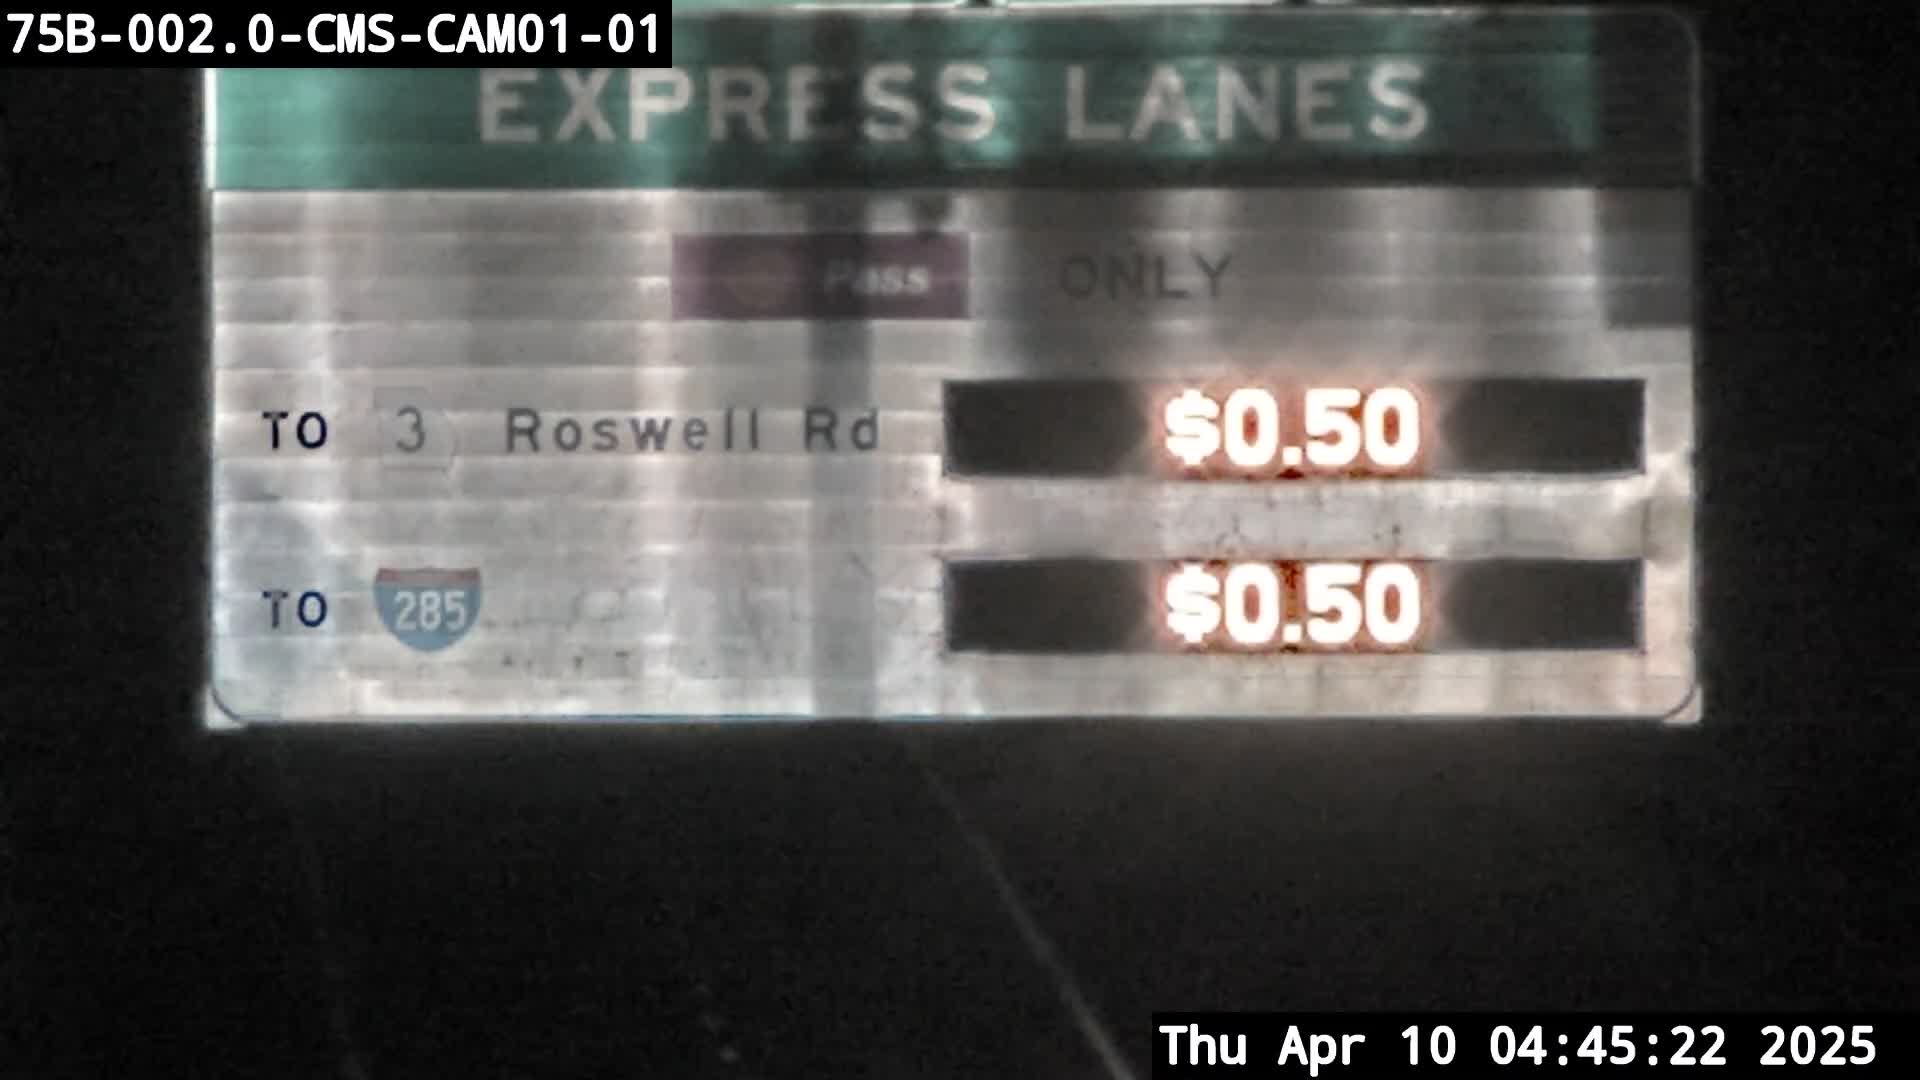 75B-002.0-CMS-CAM01-01
EXPRESS LANES
Pass ONLY
TO 3 Roswell Rd $0.50
TO 285 $0.50
Thu Apr 10 04:45:22 2025